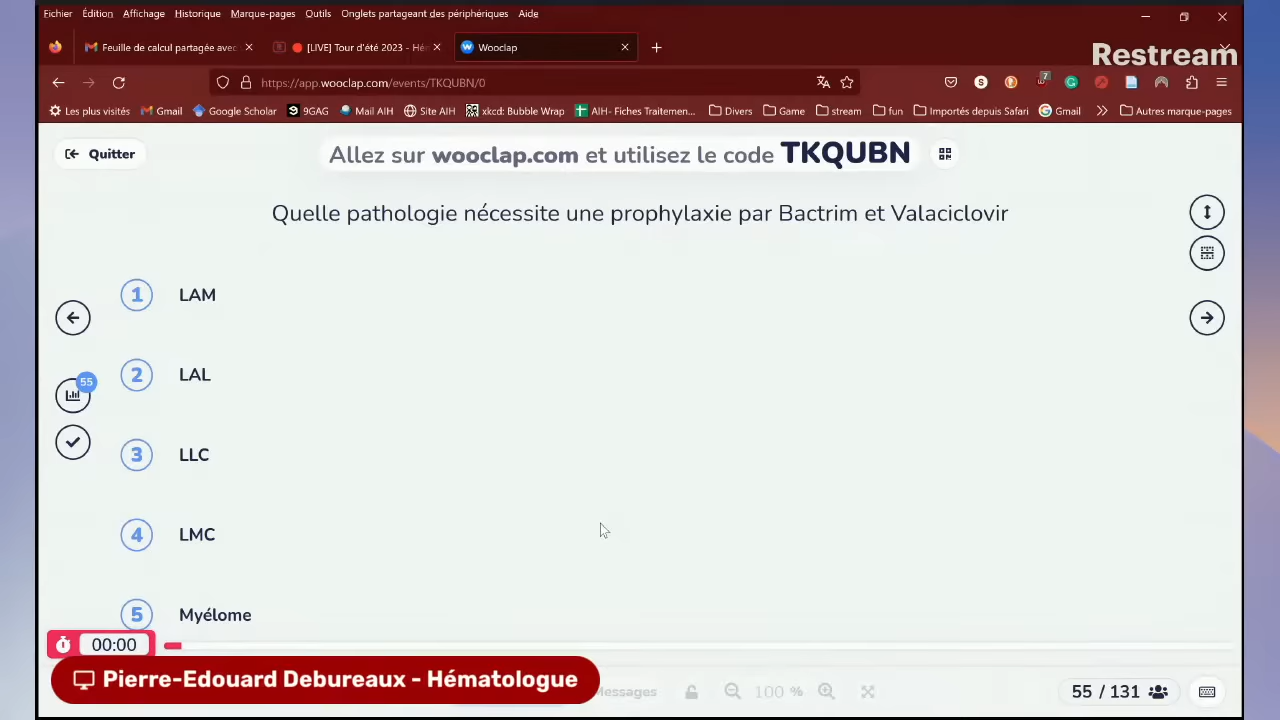 Fichier Édition Affichage Historique Marque-pages Outils Onglets partageant des périphériques Aide
Feuille de calcul partagée avec
[LIVE] Tour d'été 2023 - Hé
Wooclap
Restream
https://app.wooclap.com/events/TKQUBN/0
7
Les plus visités Gmail Google Scholar 9GAG Mail AIH Site AIH xkcd: Bubble Wrap AIH- Fiches Traitemen... Divers Game stream fun Importés depuis Safari Gmail Autres marque-pages
Quitter
Allez sur wooclap.com et utilisez le code TKQUBN
Quelle pathologie nécessite une prophylaxie par Bactrim et Valaciclovir
1 LAM
2 LAL
55
3 LLC
4 LMC
5 Myélome
00:00
Pierre-Edouard Debureaux - Hématologue
100 %
55 / 131